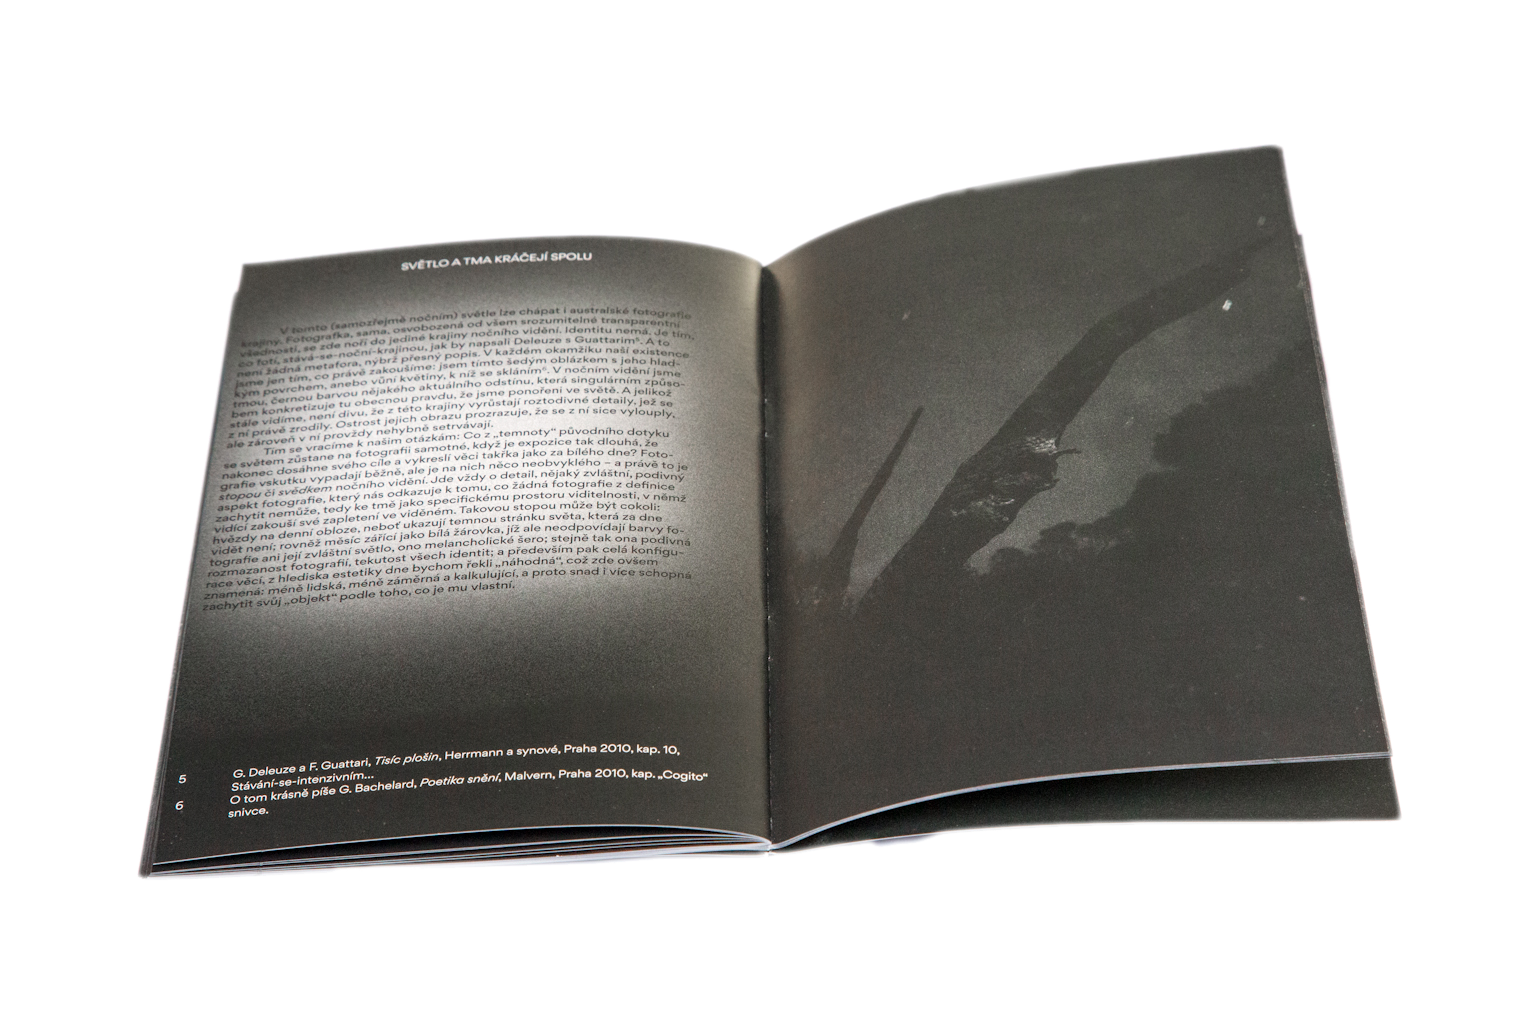 SVĚTLO A TMA KRÁČEJÍ SPOLU
V tomto (samozřejmě nočním) světle lze chápat i australské fotografie
krajiny. Fotografka, sama, osvobozená od všem srozumitelné transparentní
všednosti, se zde noří do jediné krajiny nočního vidění. Identitu nemá. Je tím,
co fotí, stává-se-noční-krajinou, jak by napsali Deleuze s Guattarim⁵. A to
není žádná metafora, nýbrž přesný popis. V každém okamžiku naší existence
jsme jen tím, co právě zakoušíme: jsem tímto šedým oblázkem s jeho hlad-
kým povrchem, anebo vůní květiny, k níž se skláním⁶. V nočním vidění jsme
tmou, černou barvou nějakého aktuálního odstínu, která singulárním způso-
bem konkretizuje tu obecnou pravdu, že jsme ponořeni ve světě. A jelikož
stále vidíme, není divu, že z této krajiny vyrůstají roztodivné detaily, jež se
z ní právě zrodily. Ostrost jejich obrazu prozrazuje, že se z ní sice vylouply,
ale zároveň v ní provždy nehybně setrvávají.
Tím se vracíme k našim otázkám: Co z „temnoty“ původního dotyku
se světem zůstane na fotografii samotné, když je expozice tak dlouhá, že
nakonec dosáhne svého cíle a vykreslí věci takřka jako za bílého dne? Foto-
grafie vskutku vypadají běžně, ale je na nich něco neobvyklého – a právě to je
stopou či svědkem nočního vidění. Jde vždy o detail, nějaký zvláštní, podivný
aspekt fotografie, který nás odkazuje k tomu, co žádná fotografie z definice
zachytit nemůže, tedy ke tmě jako specifickému prostoru viditelnosti, v němž
vidící zakouší své zapletení ve viděném. Takovou stopou může být cokoli:
hvězdy na denní obloze, neboť ukazují temnou stránku světa, která za dne
vidět není; rovněž měsíc zářící jako bílá žárovka, jíž ale neodpovídají barvy fo-
tografie ani její zvláštní světlo, ono melancholické šero; stejně tak ona podivná
rozmazanost fotografií, tekutost všech identit; a především pak celá konfigu-
race věcí, z hlediska estetiky dne bychom řekli „náhodná“, což zde ovšem
znamená: méně lidská, méně záměrná a kalkulující, a proto snad i více schopná
zachytit svůj „objekt“ podle toho, co je mu vlastní.
5 G. Deleuze a F. Guattari, Tisíc plošin, Herrmann a synové, Praha 2010, kap. 10,
Stávání-se-intenzivním...
6 O tom krásně píše G. Bachelard, Poetika snění, Malvern, Praha 2010, kap. „Cogito“
snivce.